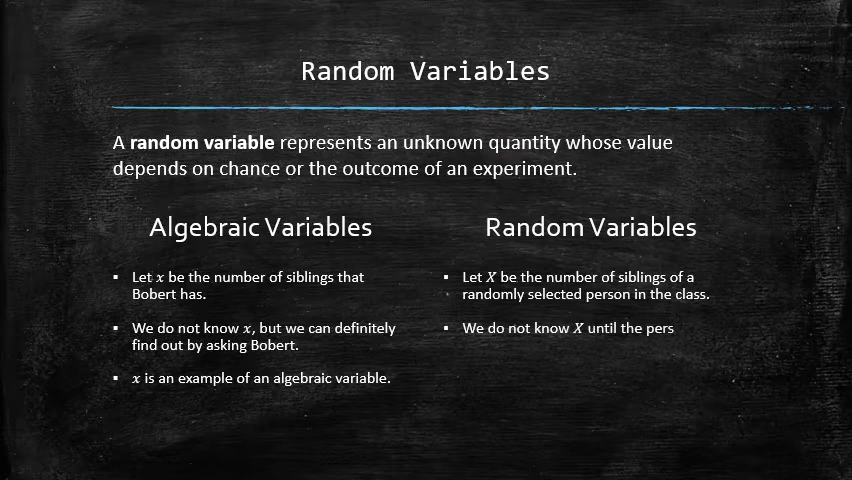 Random Variables
A random variable represents an unknown quantity whose value
depends on chance or the outcome of an experiment.
Algebraic Variables
▪ Let x be the number of siblings that
Bobert has.
▪ We do not know x, but we can definitely
find out by asking Bobert.
▪ x is an example of an algebraic variable.
Random Variables
▪ Let X be the number of siblings of a
randomly selected person in the class.
▪ We do not know X until the pers